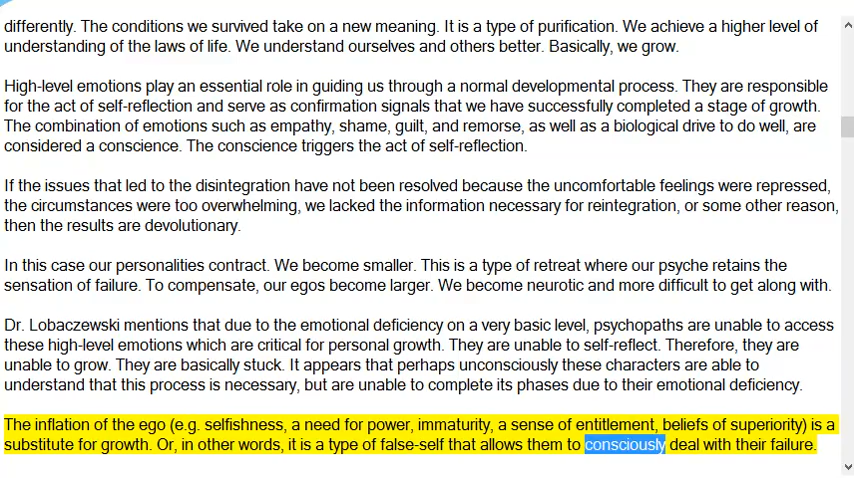 differently. The conditions we survived take on a new meaning. It is a type of purification. We achieve a higher level of
understanding of the laws of life. We understand ourselves and others better. Basically, we grow.
High-level emotions play an essential role in guiding us through a normal developmental process. They are responsible
for the act of self-reflection and serve as confirmation signals that we have successfully completed a stage of growth.
The combination of emotions such as empathy, shame, guilt, and remorse, as well as a biological drive to do well, are
considered a conscience. The conscience triggers the act of self-reflection.
If the issues that led to the disintegration have not been resolved because the uncomfortable feelings were repressed,
the circumstances were too overwhelming, we lacked the information necessary for reintegration, or some other reason,
then the results are devolutionary.
In this case our personalities contract. We become smaller. This is a type of retreat where our psyche retains the
sensation of failure. To compensate, our egos become larger. We become neurotic and more difficult to get along with.
Dr. Lobaczewski mentions that due to the emotional deficiency on a very basic level, psychopaths are unable to access
these high-level emotions which are critical for personal growth. They are unable to self-reflect. Therefore, they are
unable to grow. They are basically stuck. It appears that perhaps unconsciously these characters are able to
understand that this process is necessary, but are unable to complete its phases due to their emotional deficiency.
The inflation of the ego (e.g. selfishness, a need for power, immaturity, a sense of entitlement, beliefs of superiority) is a
substitute for growth. Or, in other words, it is a type of false-self that allows them to consciously deal with their failure.